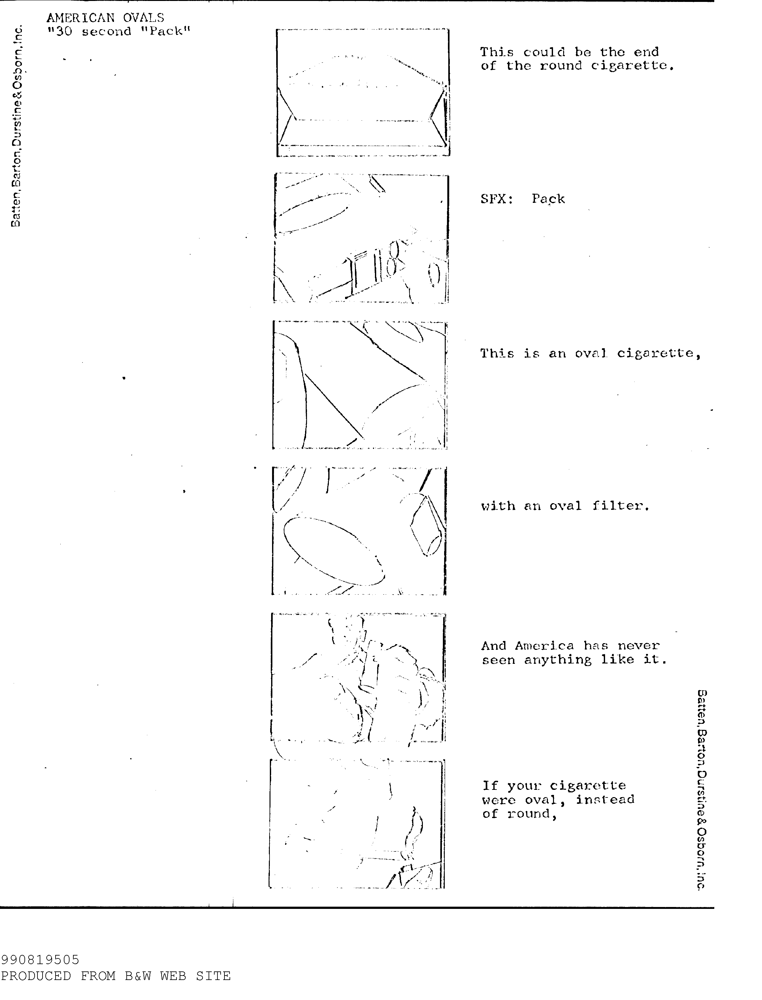 AMERICAN OVALS
"30 second "Pack"
Batten, Barton, Durstine & Osborn, Inc.
This could be the end
of the round cigarette.
SFX: Pack
This is an oval cigarette,
with an oval filter.
And America has never
seen anything like it.
If your cigarette
were oval, instead
of round,
Batten, Barton, Durstine & Osborn, Inc.
990819505
PRODUCED FROM B&W WEB SITE